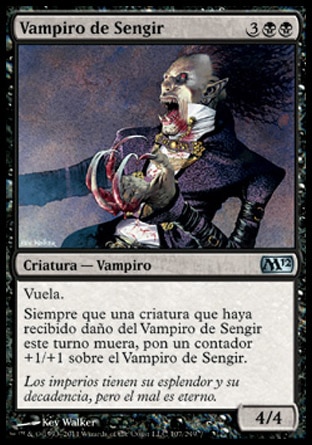 Vampiro de Sengir 3
Criatura — Vampiro M12
Vuela.
Siempre que una criatura que haya
recibido daño del Vampiro de Sengir
este turno muera, pon un contador
+1/+1 sobre el Vampiro de Sengir.
Los imperios tienen su esplendor y su
decadencia, pero el mal es eterno.
Kev Walker
4/4